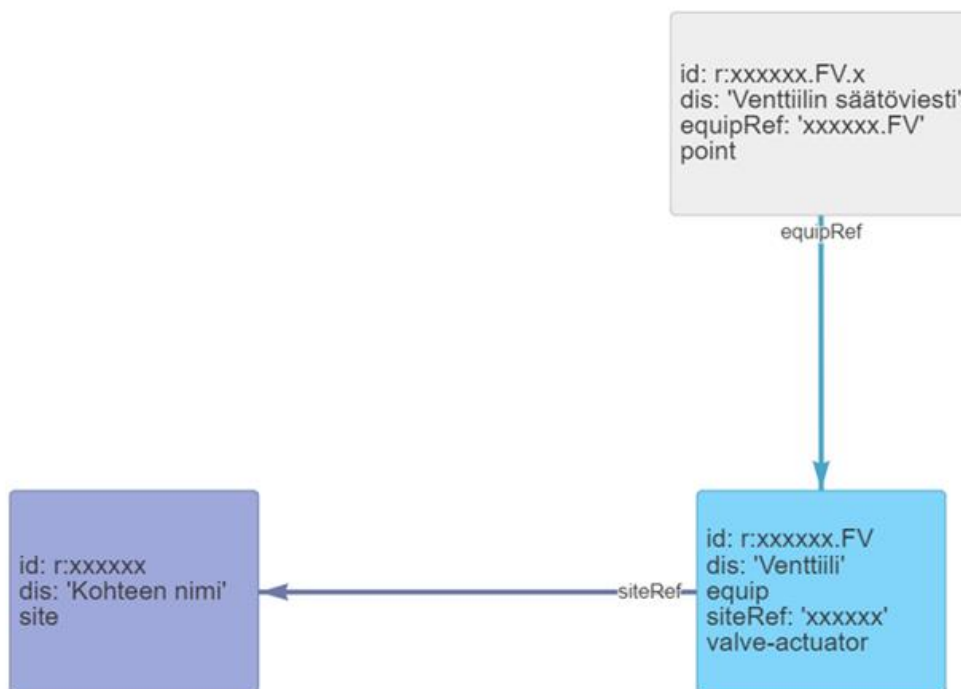 id: r:xxxxxx.FV.x
dis: 'Venttiilin säätöviesti'
equipRef: 'xxxxxx.FV'
point
equipRef
id: r:xxxxxx
dis: 'Kohteen nimi'
site
siteRef
id: r:xxxxxx.FV
dis: 'Venttiili'
equip
siteRef: 'xxxxxx'
valve-actuator